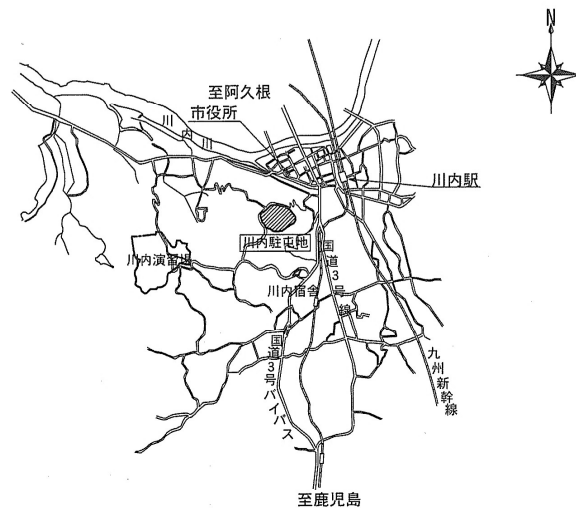 N
至阿久根
市役所
川内川
川内駅
川内駐屯地
国道3号線
川内演習場
川内宿舎
国道3号バイパス
九州新幹線
至鹿児島